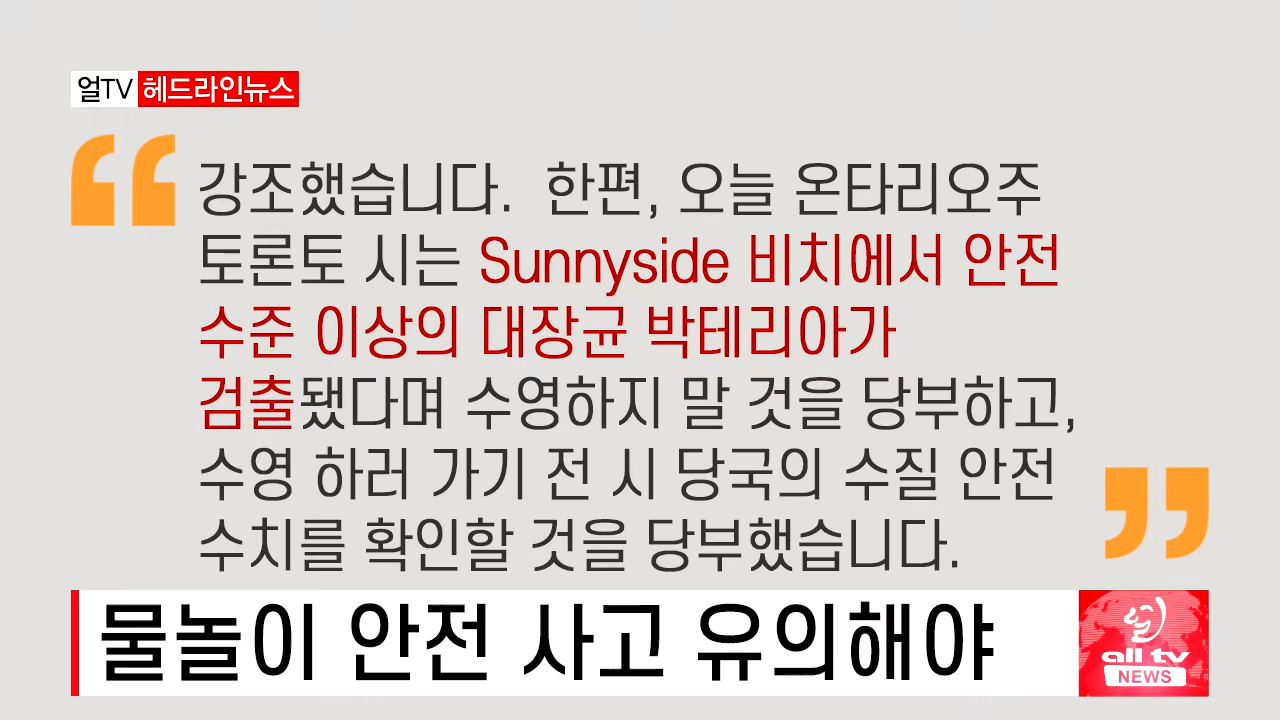 얼TV 헤드라인뉴스
강조했습니다. 한편, 오늘 온타리오주
토론토 시는 Sunnyside 비치에서 안전
수준 이상의 대장균 박테리아가
검출됐다며 수영하지 말 것을 당부하고,
수영 하러 가기 전 시 당국의 수질 안전
수치를 확인할 것을 당부했습니다.
물놀이 안전 사고 유의해야
all tv
NEWS